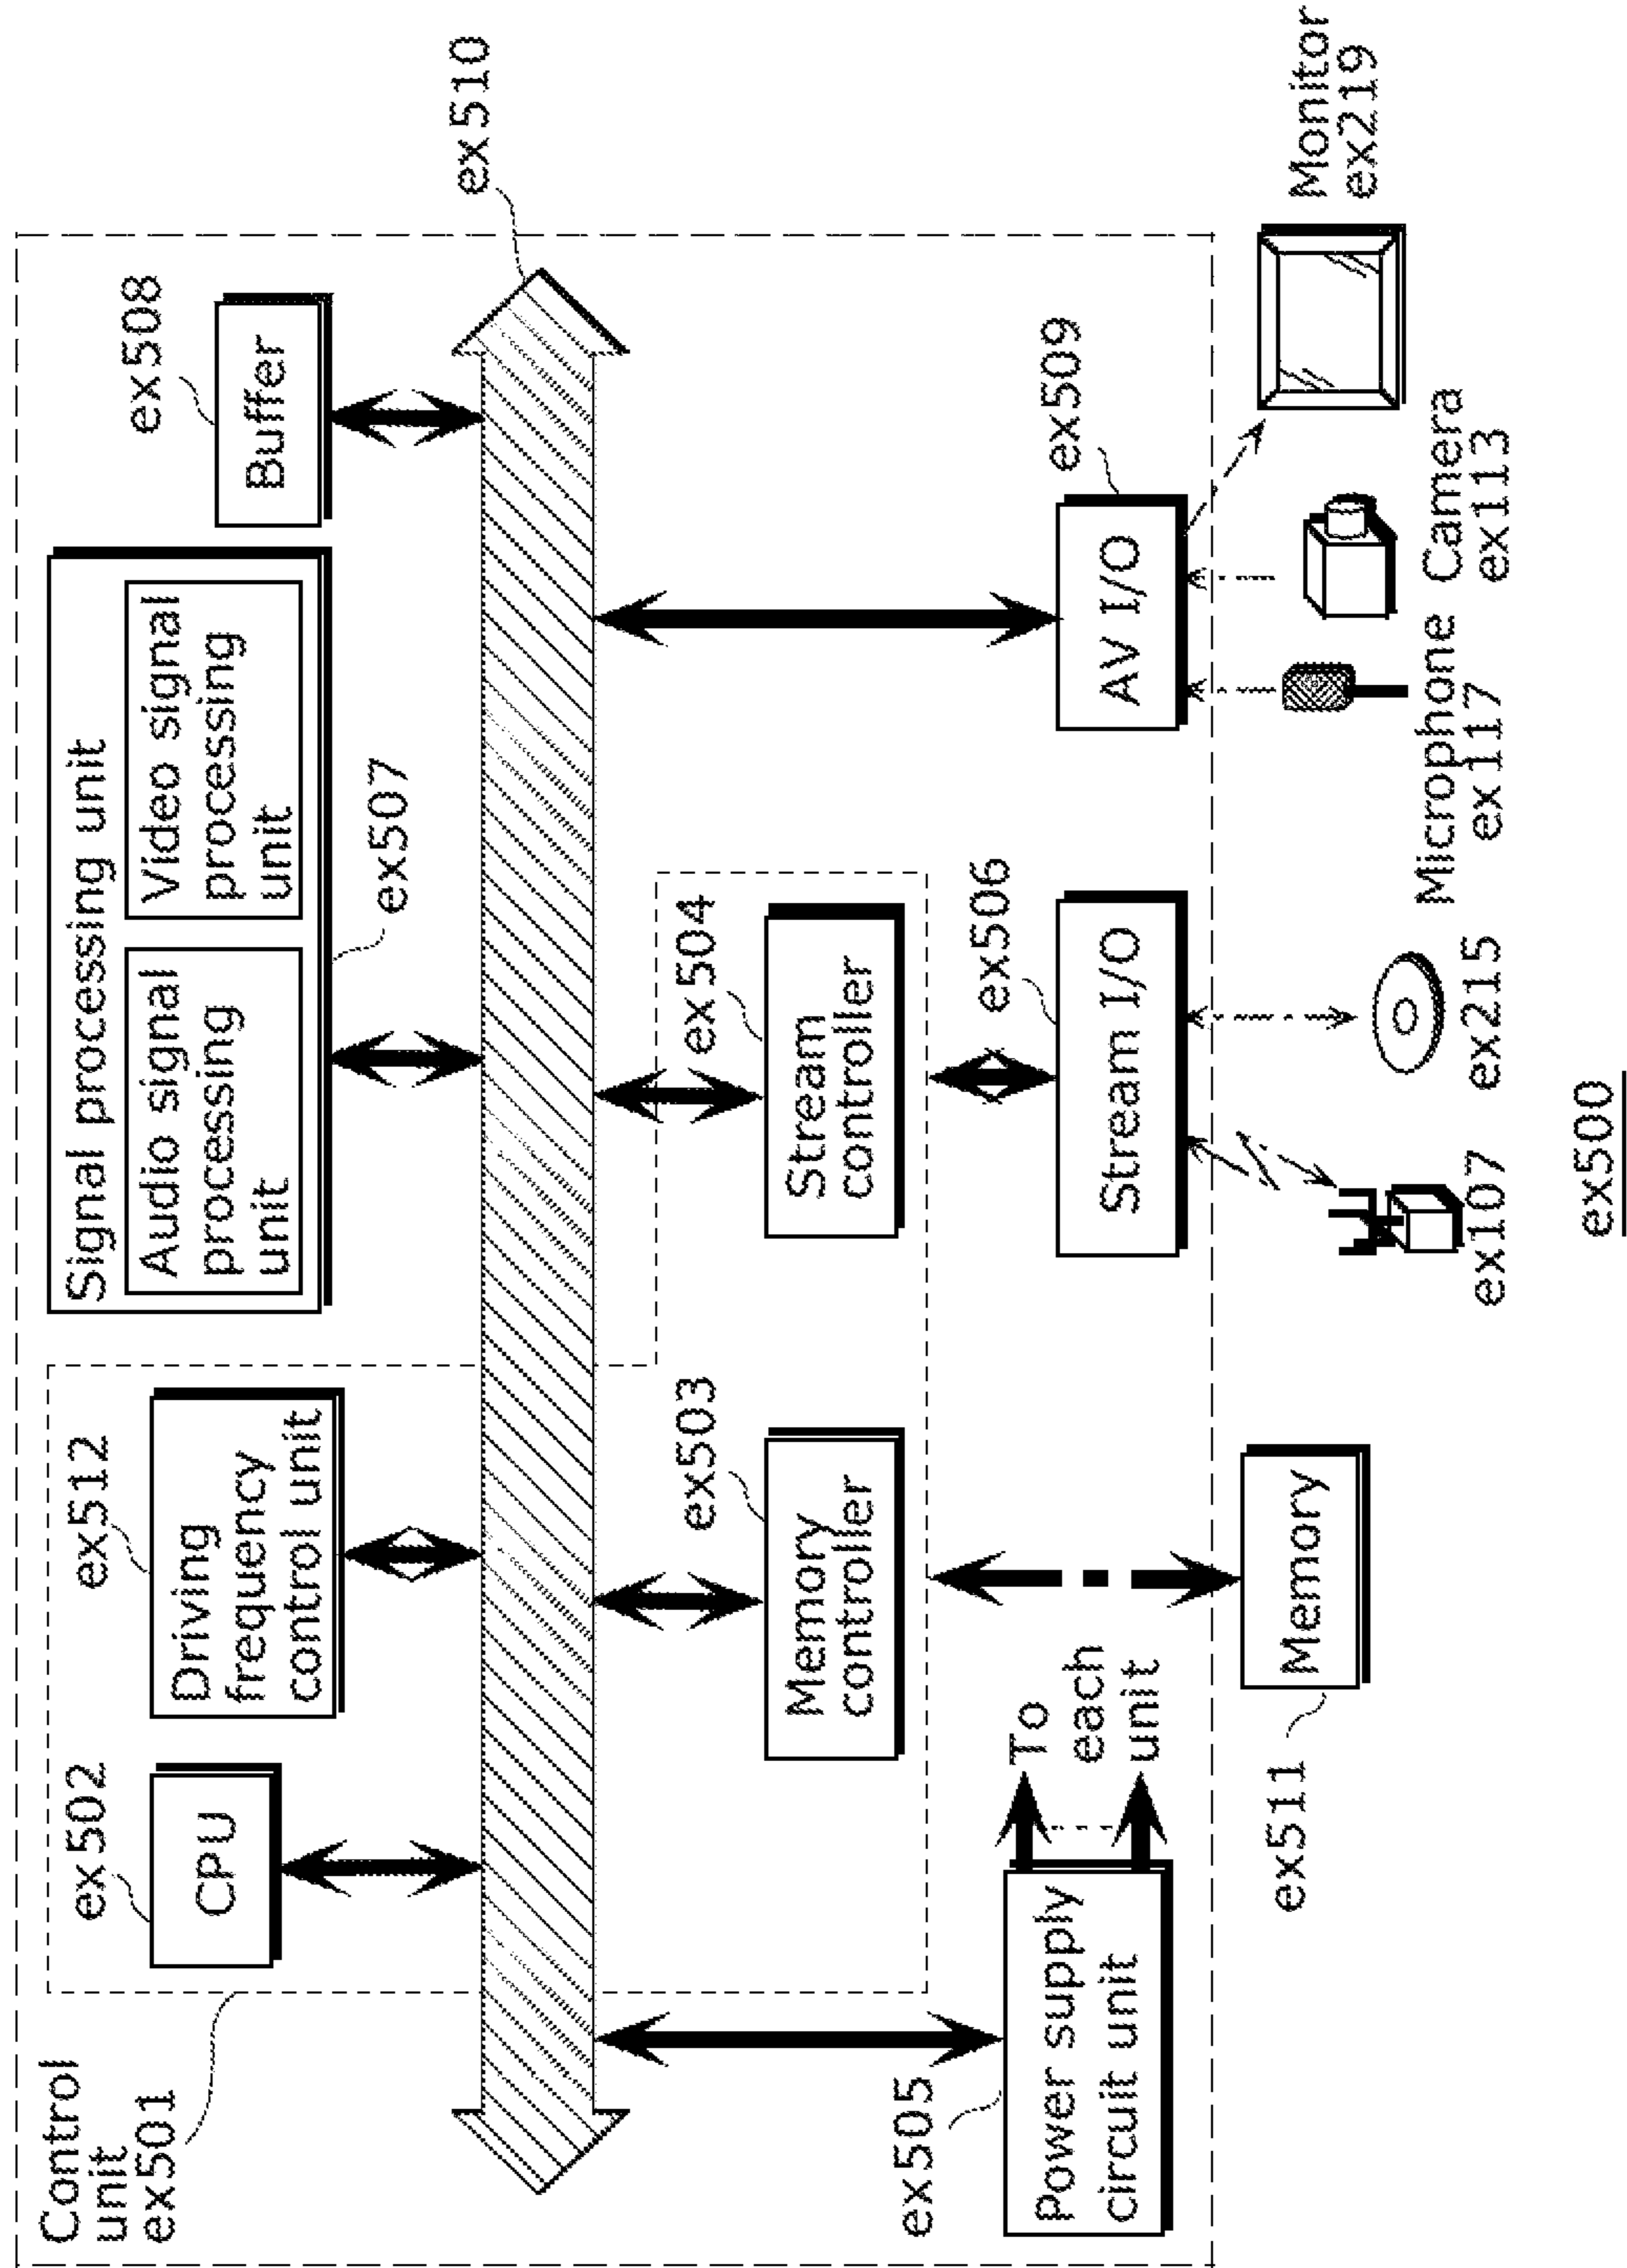 Control
unit
ex501
ex502
CPU
ex512
Driving
frequency
control unit
Signal processing unit
Audio signal
processing
unit
Video signal
processing
unit
ex507
ex508
Buffer
ex510
ex503
Memory
controller
ex504
Stream
controller
ex505
Power supply
circuit unit
To
each
unit
ex506
Stream I/O
ex509
AV I/O
ex511
Memory
ex107
ex215
Microphone
ex117
Camera
ex113
Monitor
ex219
ex500